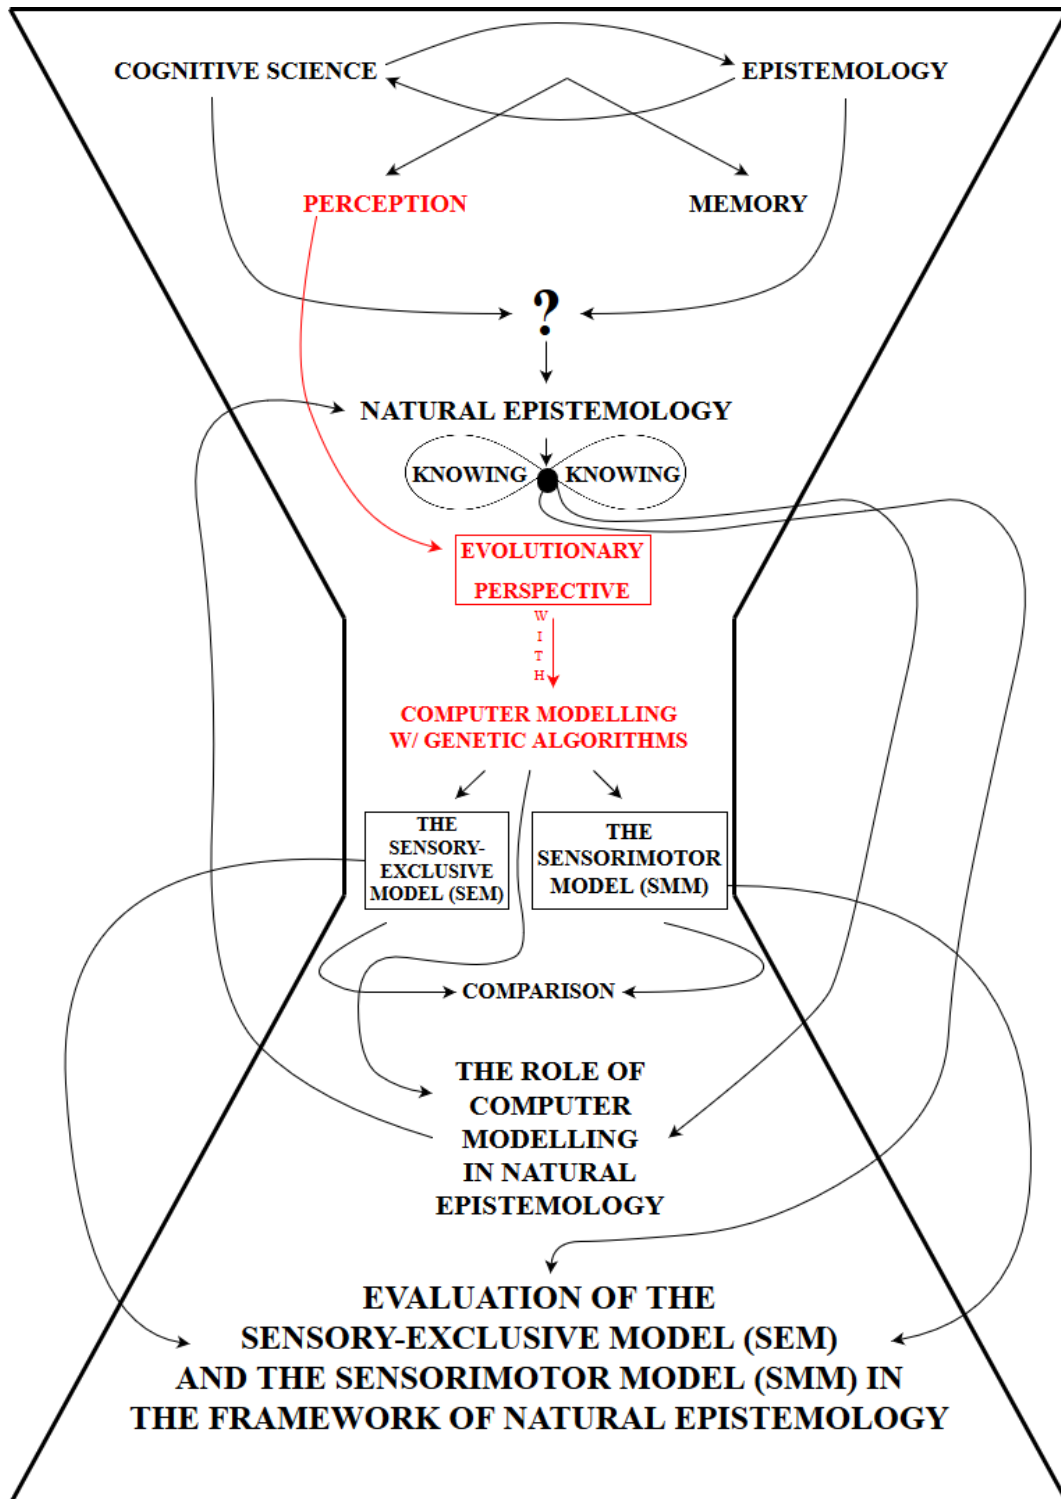 COGNITIVE SCIENCE
EPISTEMOLOGY
PERCEPTION
MEMORY
?
NATURAL EPISTEMOLOGY
KNOWING
KNOWING
EVOLUTIONARY
PERSPECTIVE
W
I
T
H
COMPUTER MODELLING
W/ GENETIC ALGORITHMS
THE
SENSORY-
EXCLUSIVE
MODEL (SEM)
THE
SENSORIMOTOR
MODEL (SMM)
COMPARISON
THE ROLE OF
COMPUTER
MODELLING
IN NATURAL
EPISTEMOLOGY
EVALUATION OF THE
SENSORY-EXCLUSIVE MODEL (SEM)
AND THE SENSORIMOTOR MODEL (SMM) IN
THE FRAMEWORK OF NATURAL EPISTEMOLOGY